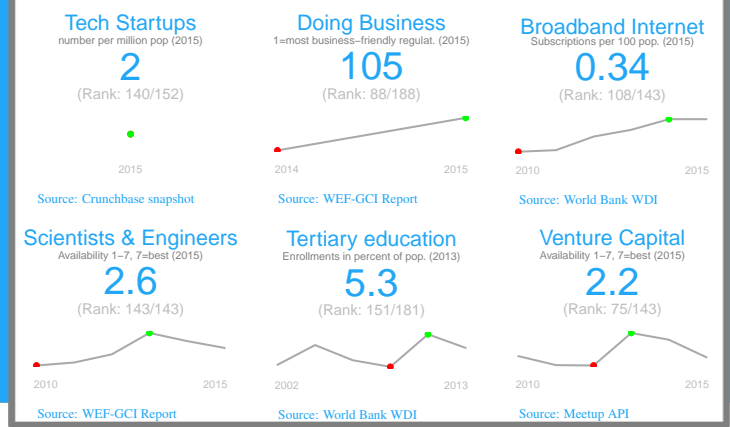 Tech Startups
number per million pop (2015)
2
(Rank: 140/152)
2015
Source: Crunchbase snapshot
Doing Business
1=most business−friendly regulat. (2015)
105
(Rank: 88/188)
2014 2015
Source: WEF-GCI Report
Broadband Internet
Subscriptions per 100 pop. (2015)
0.34
(Rank: 108/143)
2010 2015
Source: World Bank WDI
Scientists & Engineers
Availability 1−7, 7=best (2015)
2.6
(Rank: 143/143)
2010 2015
Source: WEF-GCI Report
Tertiary education
Enrollments in percent of pop. (2013)
5.3
(Rank: 151/181)
2002 2013
Source: World Bank WDI
Venture Capital
Availability 1−7, 7=best (2015)
2.2
(Rank: 75/143)
2010 2015
Source: Meetup API